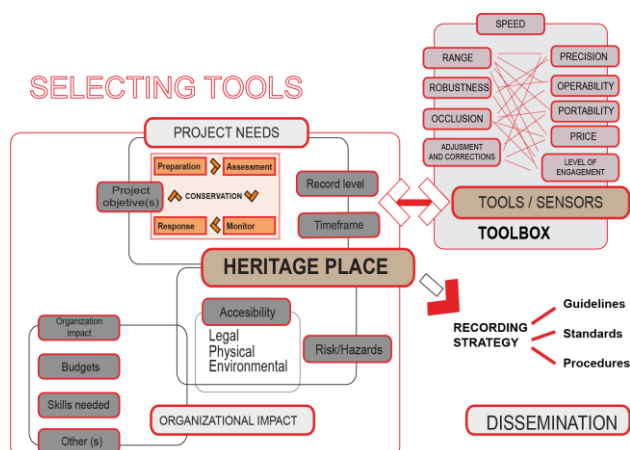 SELECTING TOOLS
PROJECT NEEDS
Preparation
Assessment
CONSERVATION
Response
Monitor
Project
objetive(s)
Record level
Timeframe
HERITAGE PLACE
Accesibility
Legal
Physical
Environmental
Risk/Hazards
Organization
impact
Budgets
Skills needed
Other (s)
ORGANIZATIONAL IMPACT
SPEED
RANGE
ROBUSTNESS
OCCLUSION
ADJUSMENT
AND CORRECTIONS
PRECISION
OPERABILITY
PORTABILITY
PRICE
LEVEL OF
ENGAGEMENT
TOOLS / SENSORS
TOOLBOX
RECORDING
STRATEGY
Guidelines
Standards
Procedures
DISSEMINATION